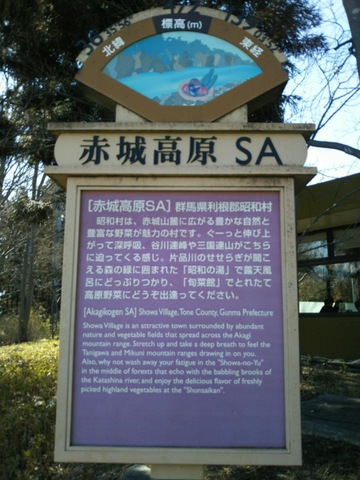 標高(m)
北緯
東経
赤城高原 SA
[赤城高原SA] 群馬県利根郡昭和村
昭和村は、赤城山麓に広がる豊かな自然と
豊富な野菜が魅力の村です。ぐーっと伸び上
がって深呼吸、谷川連峰や三国連山がこちら
に迫ってくる感じ。片品川のせせらぎが聞こ
える森の緑に囲まれた「昭和の湯」で露天風
呂にどっぷりつかり、「旬菜館」でとれたて
高原野菜にどうぞ出逢ってください。
[Akagikogen SA] Showa Village, Tone County, Gunma Prefecture
Showa Village is an attractive town surrounded by abundant
nature and vegetable fields that spread across the Akagi
mountain range. Stretch up and take a deep breath to feel the
Tanigawa and Mikuni mountain ranges drawing in on you.
Also, why not wash away your fatigue in the "Showa-no-Yu"
in the middle of forests that echo with the babbling brooks of
the Katashina river, and enjoy the delicious flavor of freshly
picked highland vegetables at the "Shunsaikan".